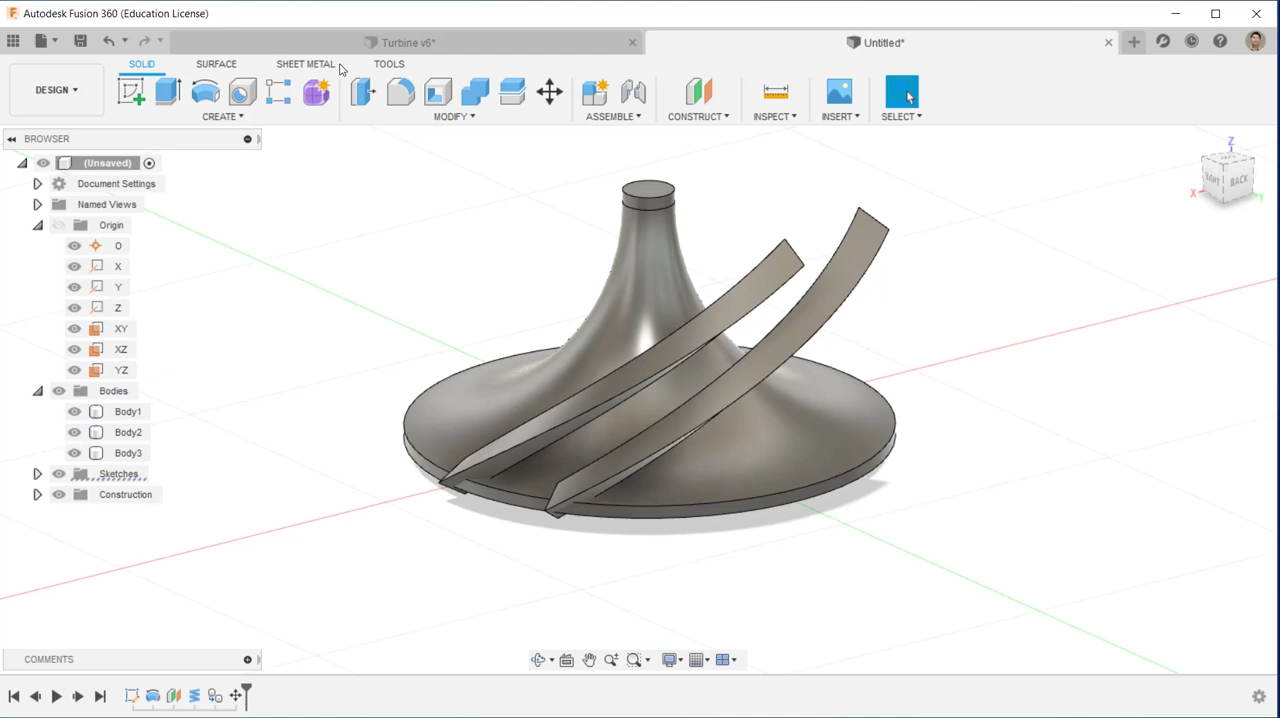 Autodesk Fusion 360 (Education License)
Turbine v6*
Untitled*
SOLID
SURFACE
SHEET METAL
TOOLS
DESIGN
CREATE
MODIFY
ASSEMBLE
CONSTRUCT
INSPECT
INSERT
SELECT
BROWSER
(Unsaved)
Document Settings
Named Views
Origin
O
X
Y
Z
XY
XZ
YZ
Bodies
Body1
Body2
Body3
Sketches
Construction
Z
BACK
X
Y
COMMENTS